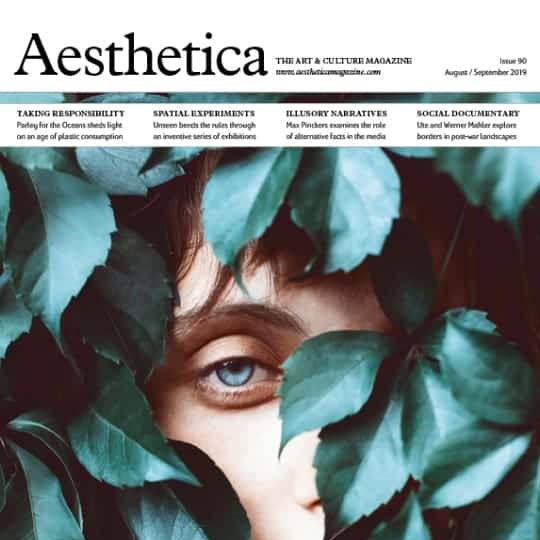 Aesthetica
THE ART & CULTURE MAGAZINE
www.aestheticamagazine.com
Issue 90
August / September 2019
TAKING RESPONSIBILITY
Parley for the Oceans sheds light
on an age of plastic consumption
SPATIAL EXPERIMENTS
Unseen bends the rules through
an inventive series of exhibitions
ILLUSORY NARRATIVES
Max Pinckers examines the role
of alternative facts in the media
SOCIAL DOCUMENTARY
Ute and Werner Mahler explore
borders in post-war landscapes